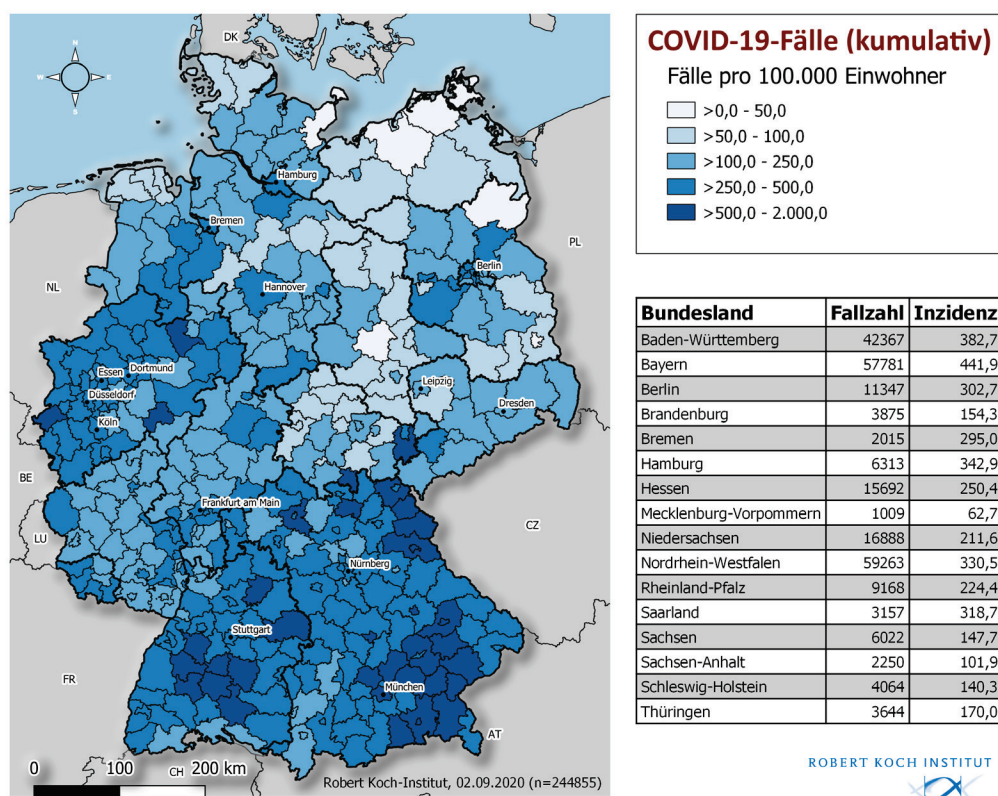 DK
N
W E
S
Hamburg
Bremen
PL
Berlin
NL
Hannover
Essen Dortmund
Düsseldorf
Leipzig
Dresden
Köln
BE
Frankfurt am Main
LU
CZ
Nürnberg
Stuttgart
FR
München
AT
0 100 200 km
CH
Robert Koch-Institut, 02.09.2020 (n=244855)
COVID-19-Fälle (kumulativ)
Fälle pro 100.000 Einwohner
>0,0 - 50,0
>50,0 - 100,0
>100,0 - 250,0
>250,0 - 500,0
>500,0 - 2.000,0
Bundesland Fallzahl Inzidenz
Baden-Württemberg 42367 382,7
Bayern 57781 441,9
Berlin 11347 302,7
Brandenburg 3875 154,3
Bremen 2015 295,0
Hamburg 6313 342,9
Hessen 15692 250,4
Mecklenburg-Vorpommern 1009 62,7
Niedersachsen 16888 211,6
Nordrhein-Westfalen 59263 330,5
Rheinland-Pfalz 9168 224,4
Saarland 3157 318,7
Sachsen 6022 147,7
Sachsen-Anhalt 2250 101,9
Schleswig-Holstein 4064 140,3
Thüringen 3644 170,0
ROBERT KOCH INSTITUT